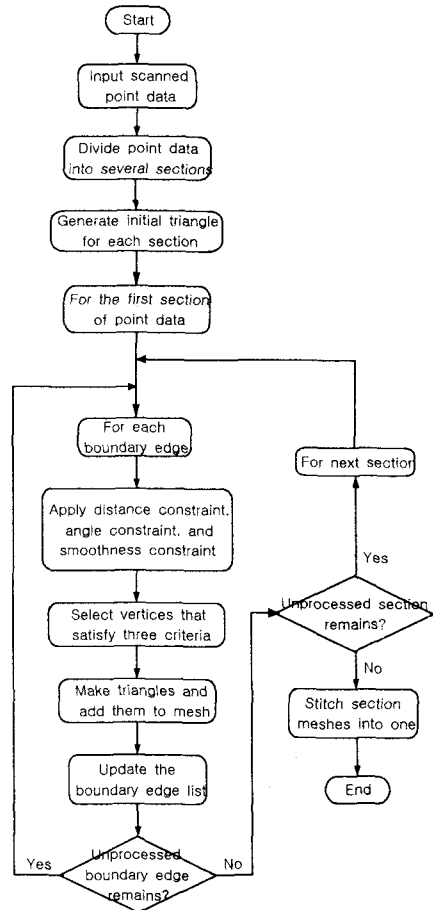 Start
Input scanned
point data
Divide point data
into several sections
Generate initial triangle
for each section
For the first section
of point data
For each
boundary edge
Apply distance constraint,
angle constraint, and
smoothness constraint
Select vertices that
satisfy three criteria
Make triangles and
add them to mesh
Update the
boundary edge list
Unprocessed
boundary edge
remains?
Yes
No
For next section
Yes
Unprocessed section
remains?
No
Stitch section
meshes into one
End